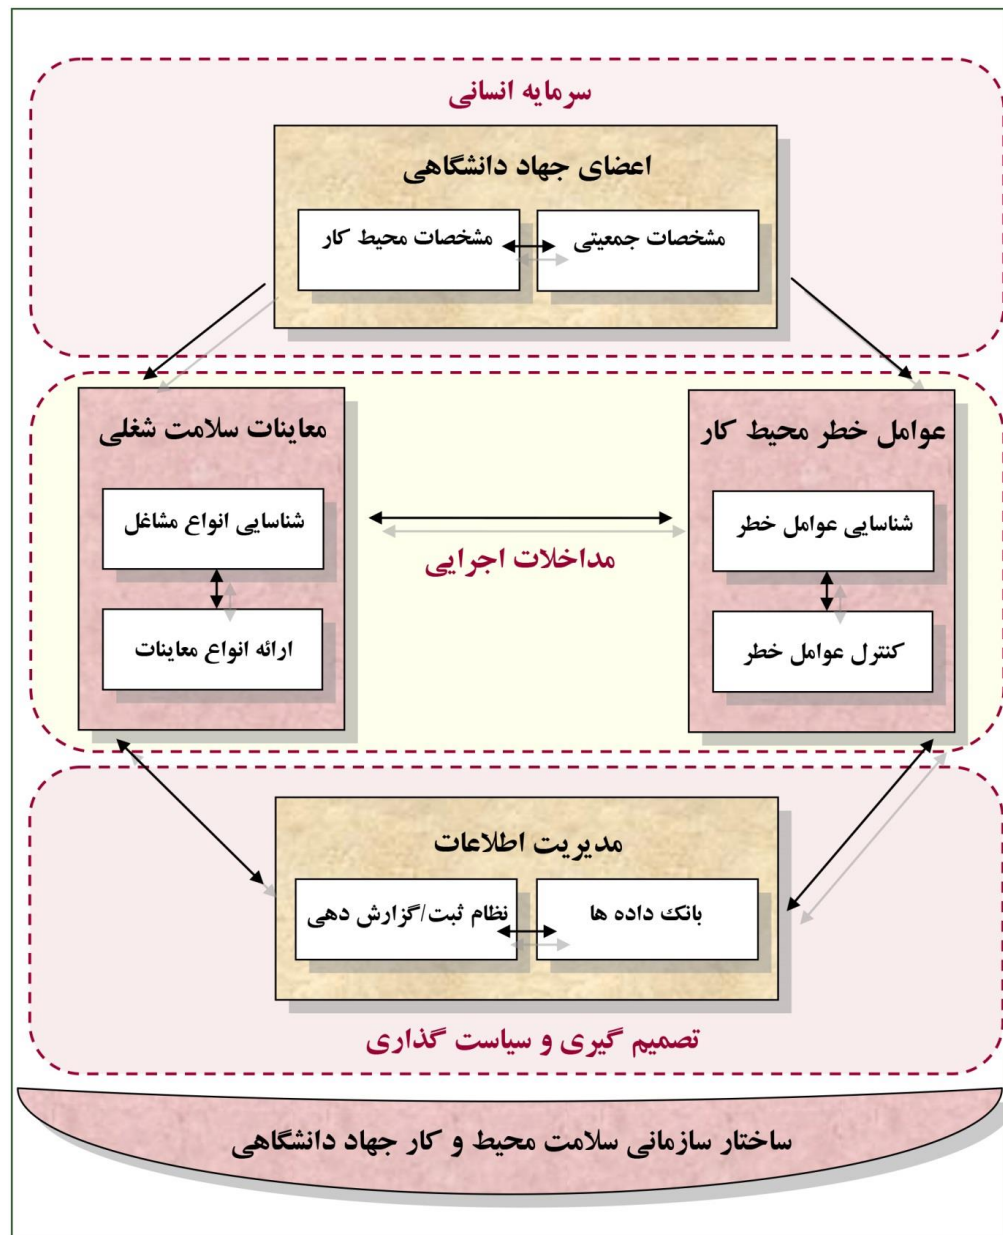 سرمایه انسانی
اعضای جهاد دانشگاهی
مشخصات جمعیتی
مشخصات محیط کار
عوامل خطر محیط کار
شناسایی عوامل خطر
کنترل عوامل خطر
مداخلات اجرایی
معاینات سلامت شغلی
شناسایی انواع مشاغل
ارائه انواع معاینات
مدیریت اطلاعات
بانک داده ها
نظام ثبت/گزارش دهی
تصمیم گیری و سیاست گذاری
ساختار سازمانی سلامت محیط و کار جهاد دانشگاهی